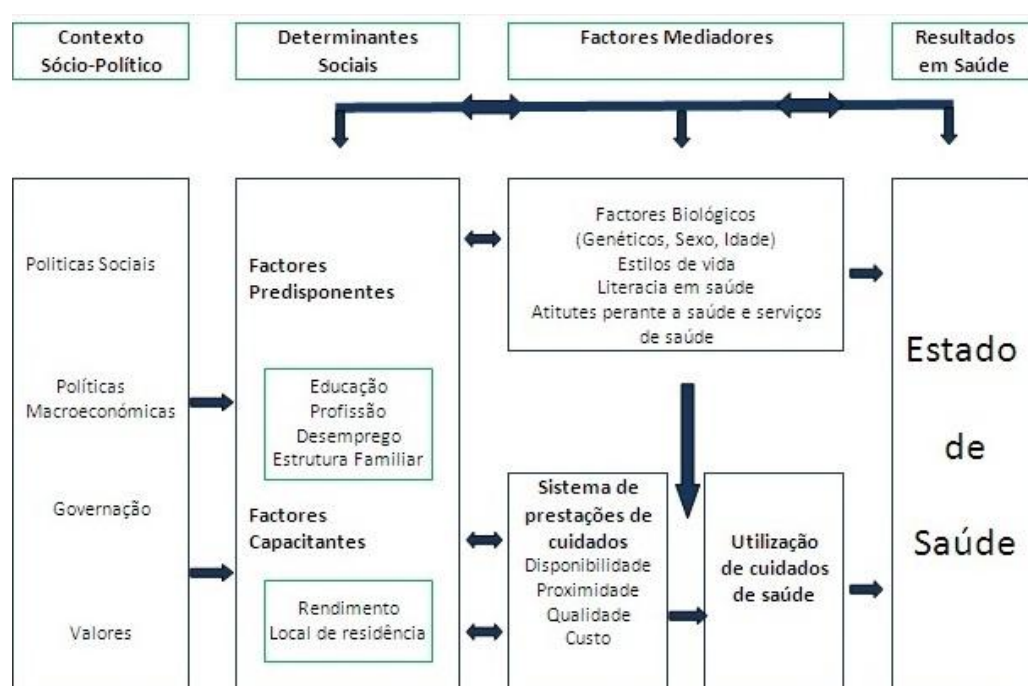 Contexto
Sócio-Político
Determinantes
Sociais
Factores Mediadores
Resultados
em Saúde
Politicas Sociais
Políticas
Macroeconómicas
Governação
Valores
Factores
Predisponentes
Educação
Profissão
Desemprego
Estrutura Familiar
Factores
Capacitantes
Rendimento
Local de residência
Factores Biológicos
(Genéticos, Sexo, Idade)
Estilos de vida
Literacia em saúde
Atitutes perante a saúde e serviços
de saúde
Sistema de
prestações de
cuidados
Disponibilidade
Proximidade
Qualidade
Custo
Utilização
de cuidados
de saúde
Estado
de
Saúde